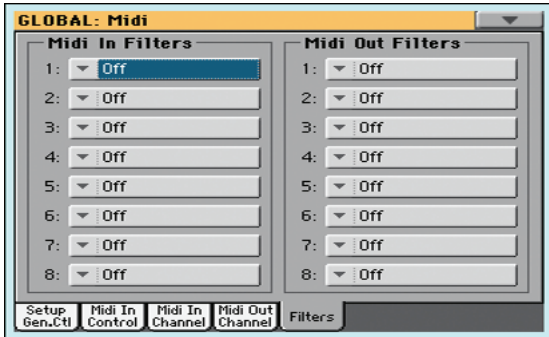 GLOBAL: Midi
Midi In Filters
1: Off
2: Off
3: Off
4: Off
5: Off
6: Off
7: Off
8: Off
Midi Out Filters
1: Off
2: Off
3: Off
4: Off
5: Off
6: Off
7: Off
8: Off
Setup
Gen.Ctl
Midi In
Control
Midi In
Channel
Midi Out
Channel
Filters